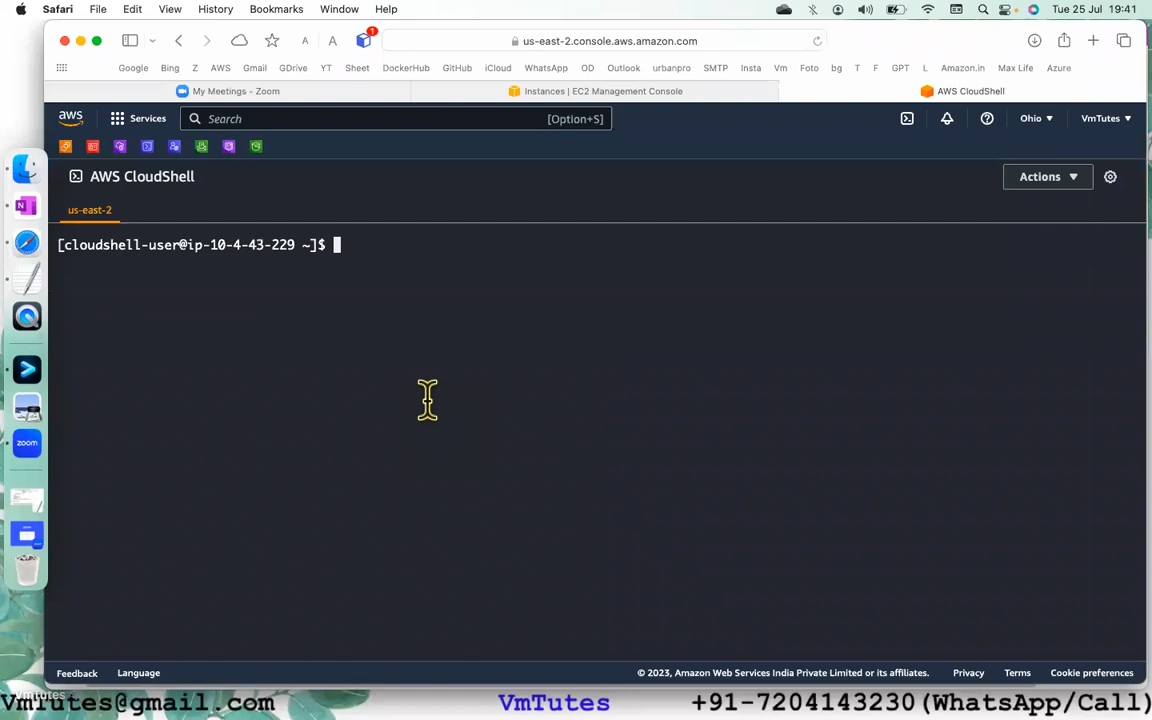 Safari File Edit View History Bookmarks Window Help Tue 25 Jul 19:41
A A 1 us-east-2.console.aws.amazon.com
Google Bing Z AWS Gmail GDrive YT Sheet DockerHub GitHub iCloud WhatsApp OD Outlook urbanpro SMTP Insta Vm Foto bg T F GPT L Amazon.in Max Life Azure
My Meetings - Zoom Instances | EC2 Management Console AWS CloudShell
aws Services Search [Option+S] Ohio VmTutes
AWS CloudShell Actions
us-east-2
[cloudshell-user@ip-10-4-43-229 ~]$
zoom
Feedback Language © 2023, Amazon Web Services India Private Limited or its affiliates. Privacy Terms Cookie preferences
VmTutes
VmTutes@gmail.com VmTutes +91-7204143230(WhatsApp/Call)